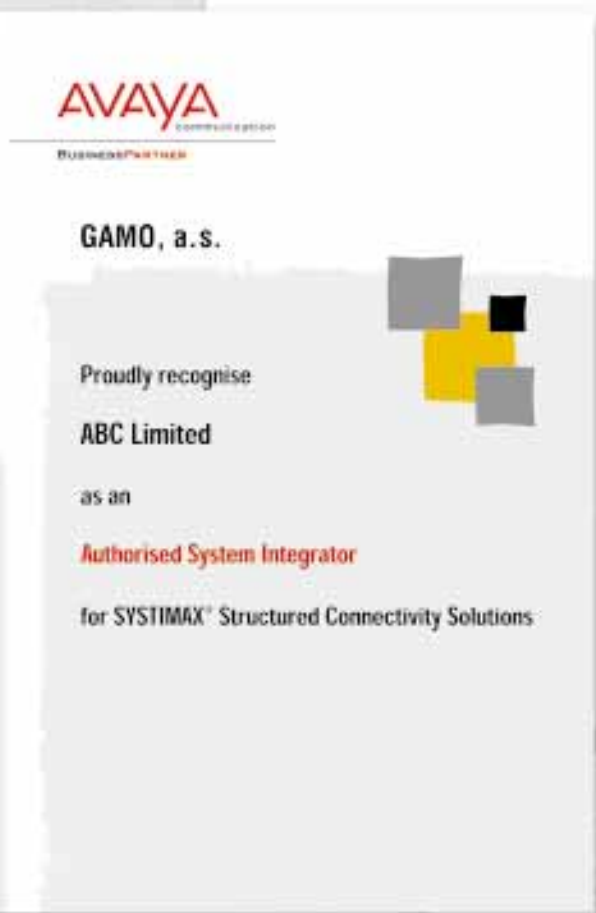 AVAYA
communication
BUSINESSPARTNER
GAMO, a.s.
Proudly recognise
ABC Limited
as an
Authorised System Integrator
for SYSTIMAX® Structured Connectivity Solutions